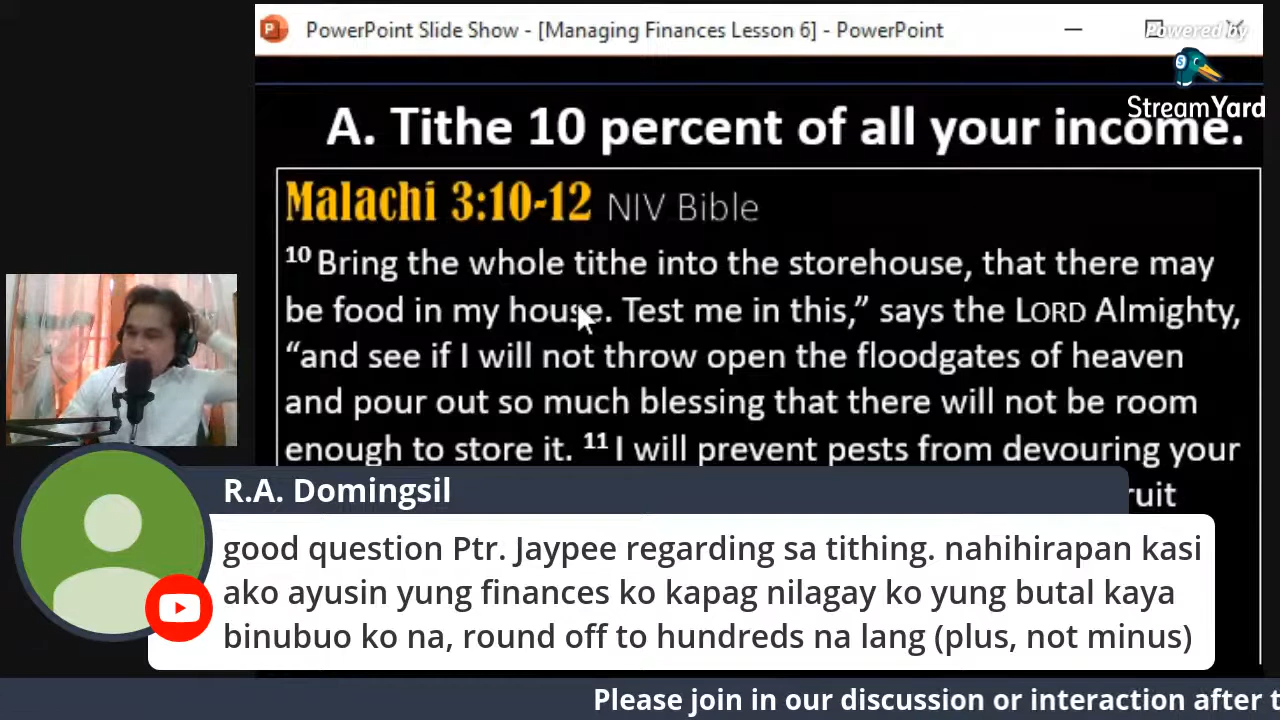 PowerPoint Slide Show - [Managing Finances Lesson 6] - PowerPoint
Powered by
StreamYard
A. Tithe 10 percent of all your income.
Malachi 3:10-12 NIV Bible
10 Bring the whole tithe into the storehouse, that there may
be food in my house. Test me in this,” says the LORD Almighty,
“and see if I will not throw open the floodgates of heaven
and pour out so much blessing that there will not be room
enough to store it. 11 I will prevent pests from devouring your
R.A. Domingsil
good question Ptr. Jaypee regarding sa tithing. nahihirapan kasi
ako ayusin yung finances ko kapag nilagay ko yung butal kaya
binubuo ko na, round off to hundreds na lang (plus, not minus)
Please join in our discussion or interaction after